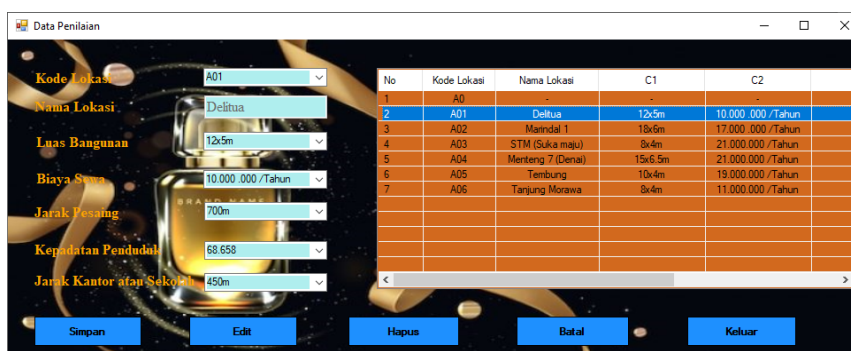 Data Penilaian
Kode Lokasi A01
Nama Lokasi Delitua
Luas Bangunan 12x5m
Biaya Sewa 10.000 .000 /Tahun
Jarak Pesaing 700m
Kepadatan Penduduk 68.658
Jarak Kantor atau Sekolah 450m
BRAND NAME
No Kode Lokasi Nama Lokasi C1 C2
1 A0 - - -
2 A01 Delitua 12x5m 10.000 .000 /Tahun
3 A02 Marindal 1 18x6m 17.000 .000 /Tahun
4 A03 STM (Suka maju) 8x4m 21.000.000 /Tahun
5 A04 Menteng 7 (Denai) 15x6.5m 21.000.000 /Tahun
6 A05 Tembung 10x4m 19.000.000 /Tahun
7 A06 Tanjung Morawa 8x4m 11.000.000 /Tahun
Simpan Edit Hapus Batal Keluar